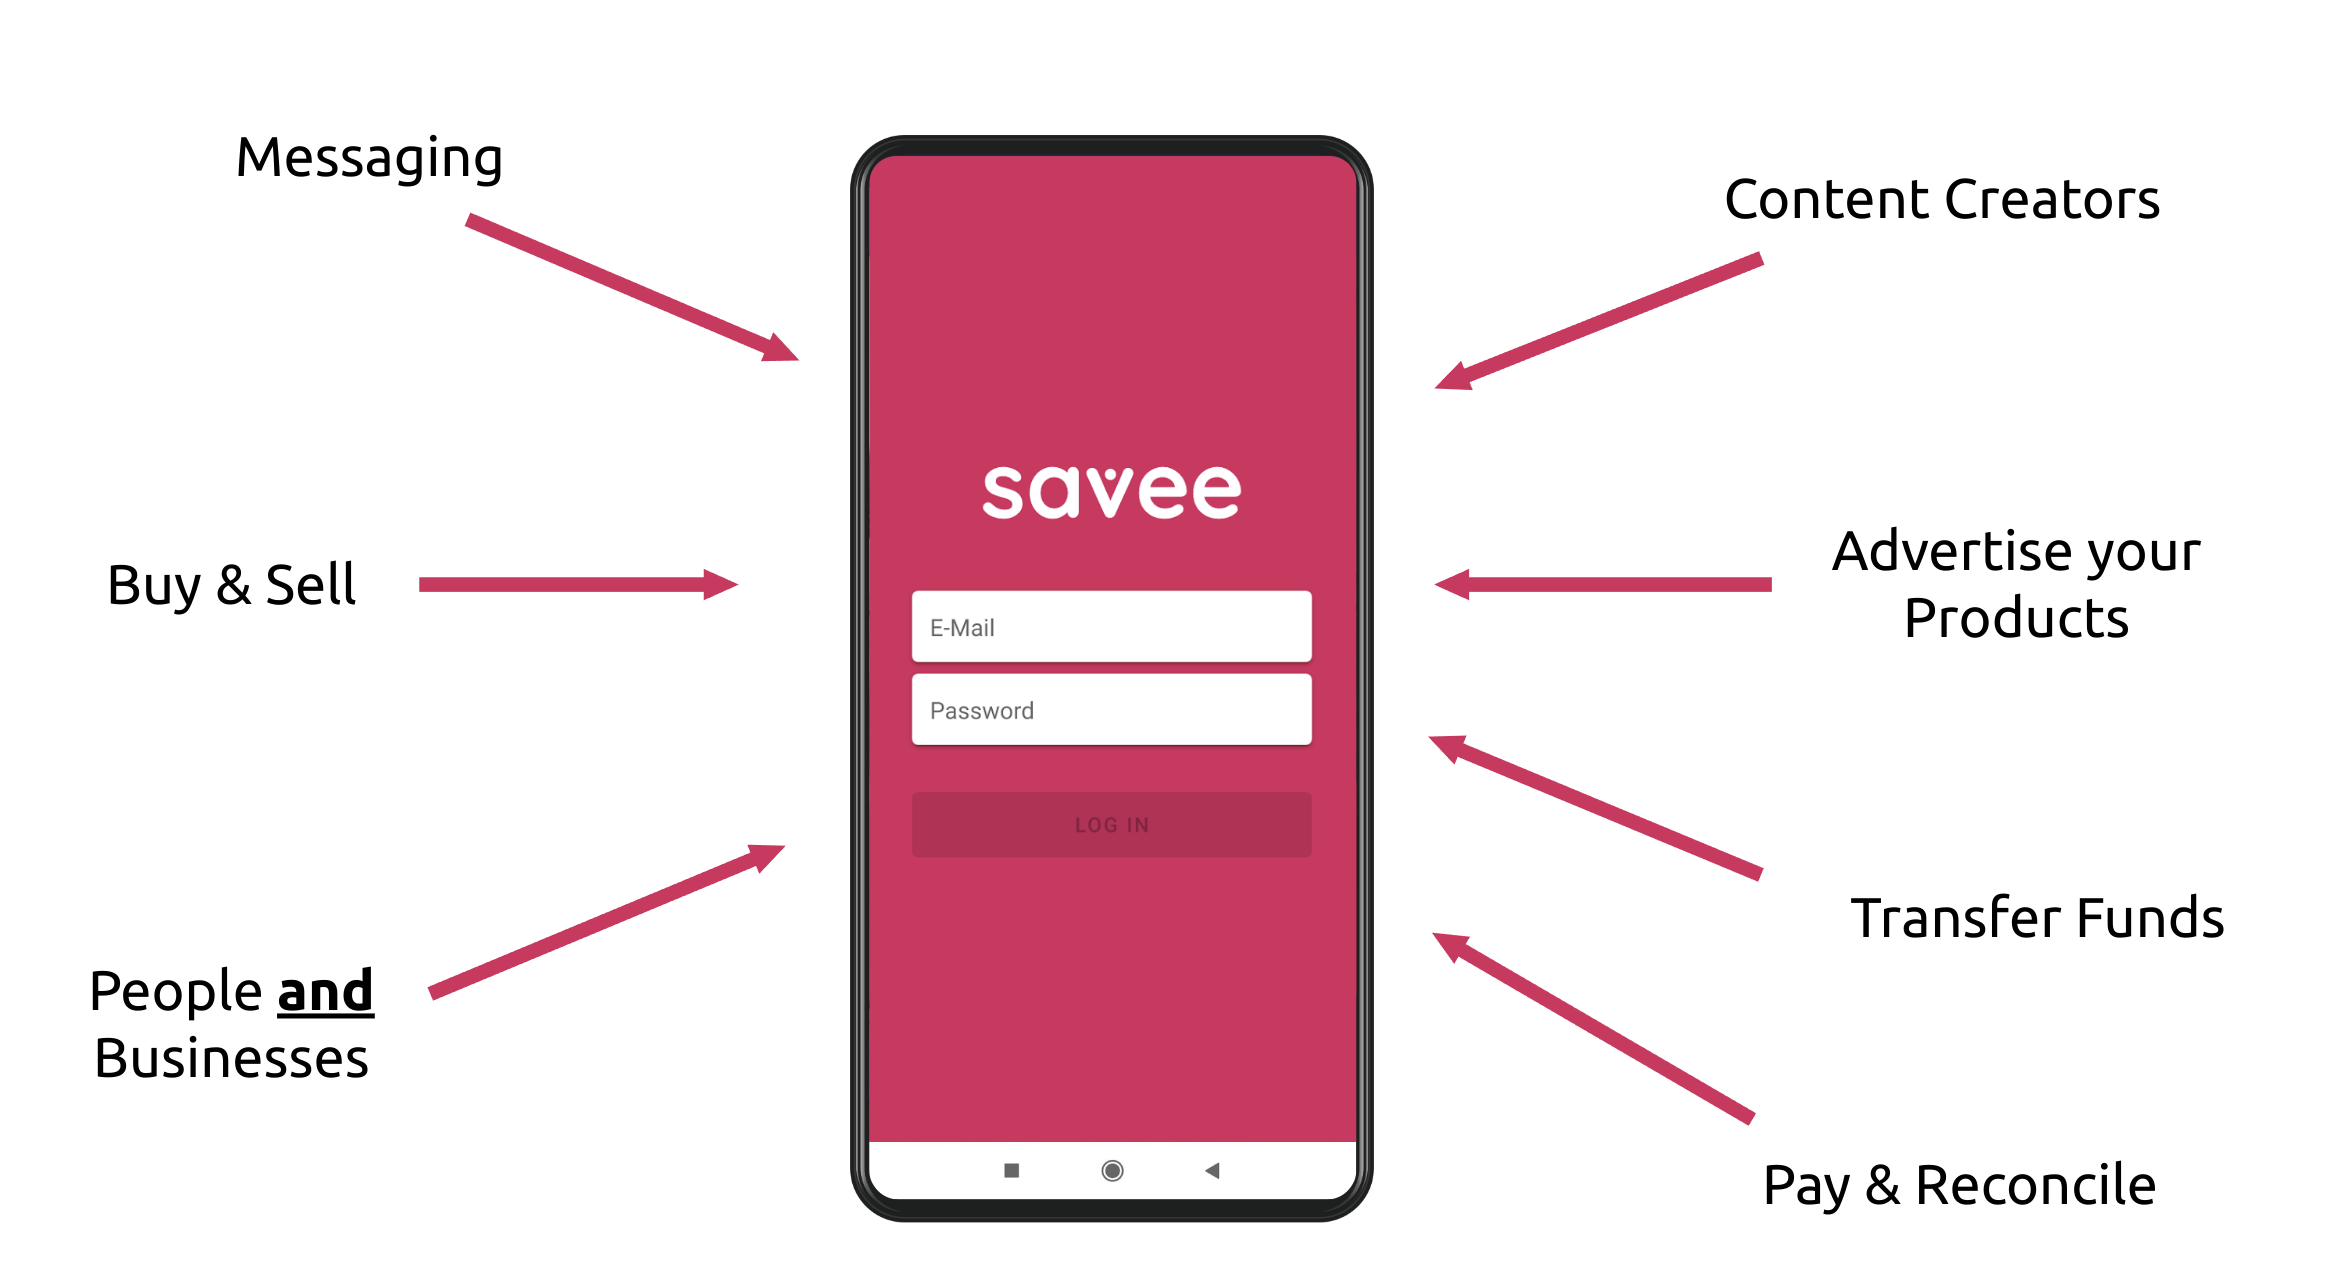 Messaging
Buy & Sell
People and
Businesses
savee
E-Mail
Password
LOG IN
Content Creators
Advertise your
Products
Transfer Funds
Pay & Reconcile